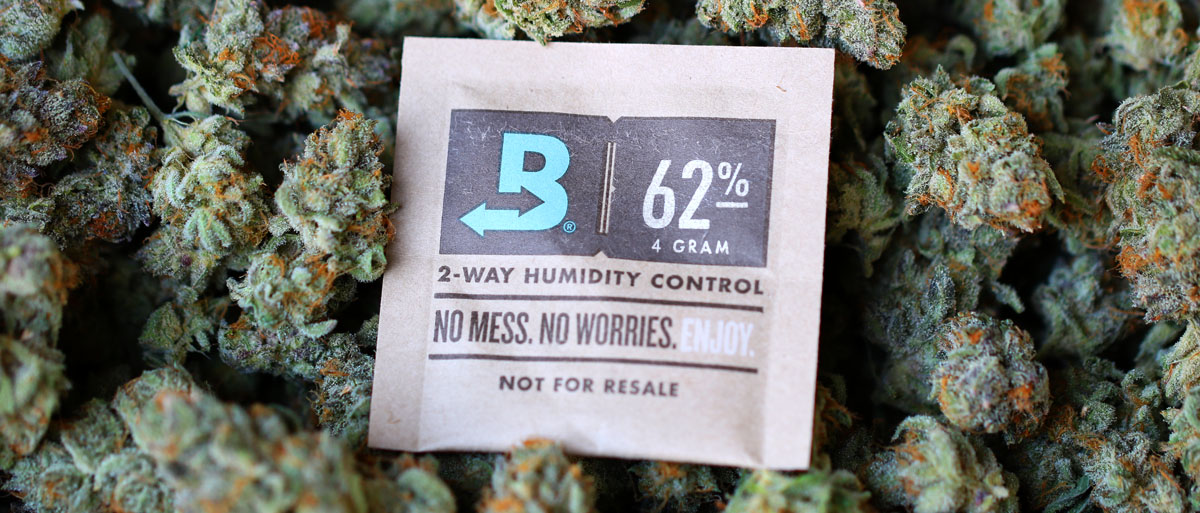 B®
62%
4 GRAM
2-WAY HUMIDITY CONTROL
NO MESS. NO WORRIES. ENJOY.
NOT FOR RESALE